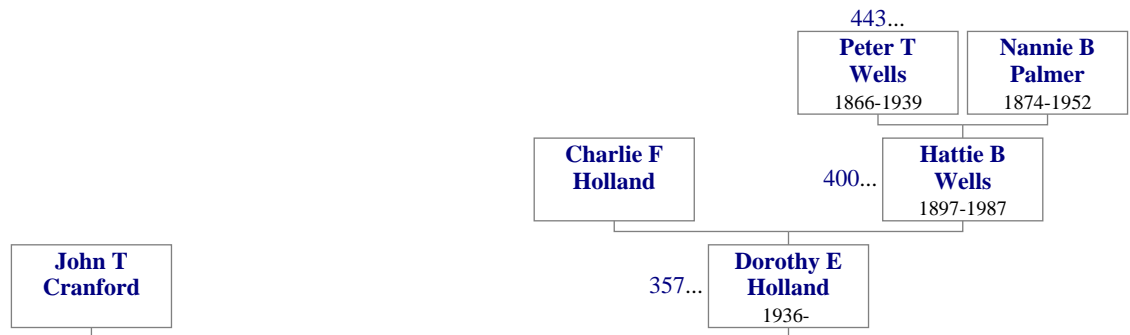 443...
Peter T
Wells
1866-1939
Nannie B
Palmer
1874-1952
Charlie F
Holland
400...
Hattie B
Wells
1897-1987
John T
Cranford
357...
Dorothy E
Holland
1936-